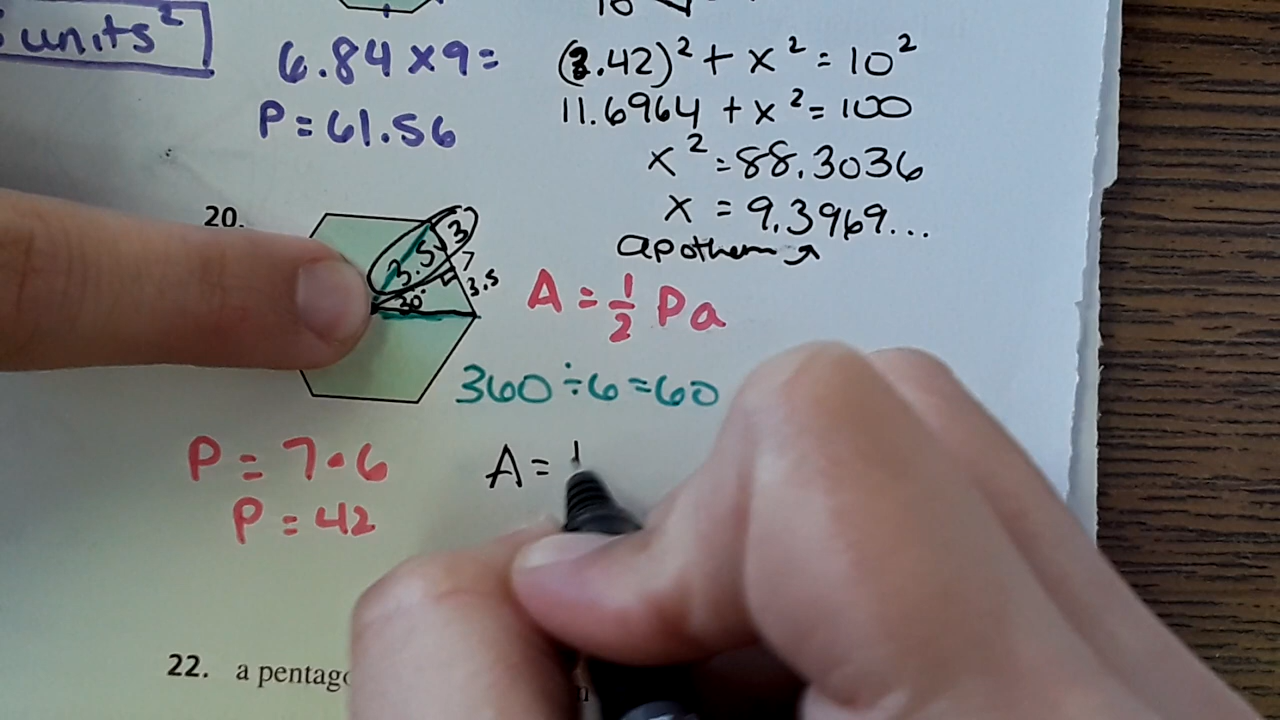 units²
6.84 x 9 =
P = 61.56
10
(3.42)² + x² = 10²
11.6964 + x² = 100
x² = 88.3036
x = 9.3969...
apothem
20.
3.5√3
7
3.5
30°
A = 1/2 Pa
360 ÷ 6 = 60
P = 7 • 6
P = 42
A = 1
22. a